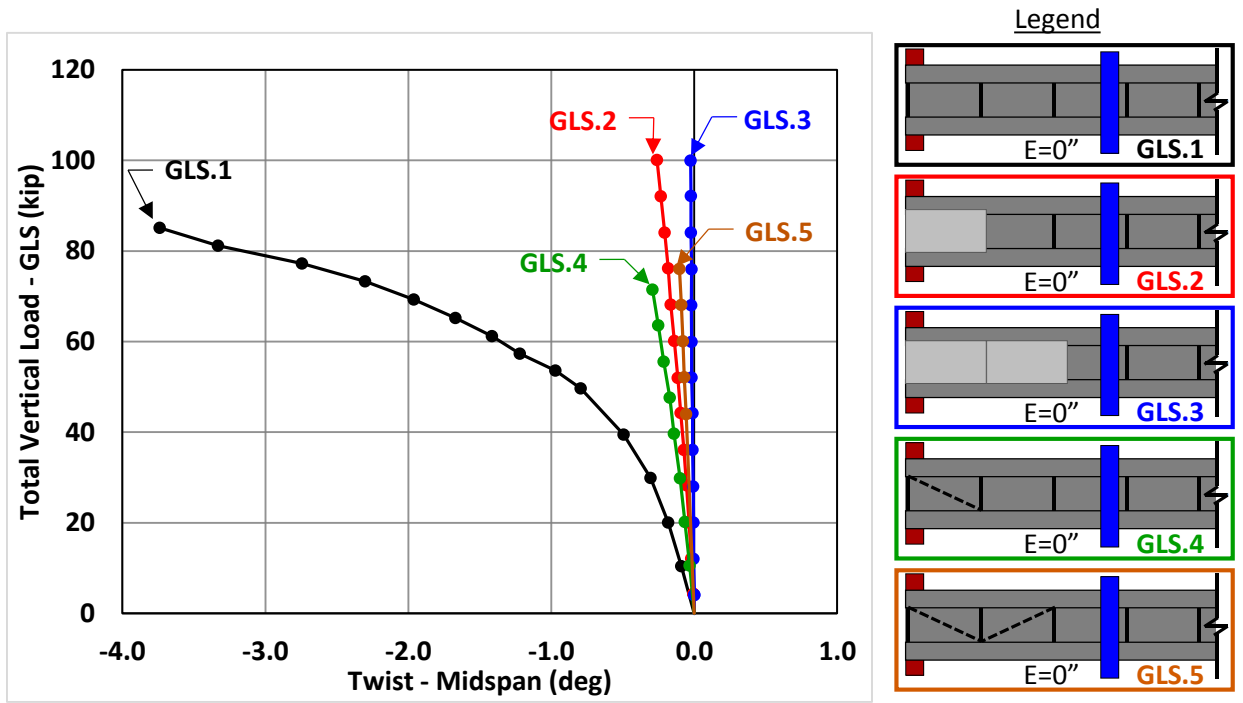 Legend
120
100
80
60
40
20
0
Total Vertical Load - GLS (kip)
GLS.1
GLS.2
GLS.3
GLS.4
GLS.5
-4.0 -3.0 -2.0 -1.0 0.0 1.0
Twist - Midspan (deg)
E=0” GLS.1
E=0” GLS.2
E=0” GLS.3
E=0” GLS.4
E=0” GLS.5